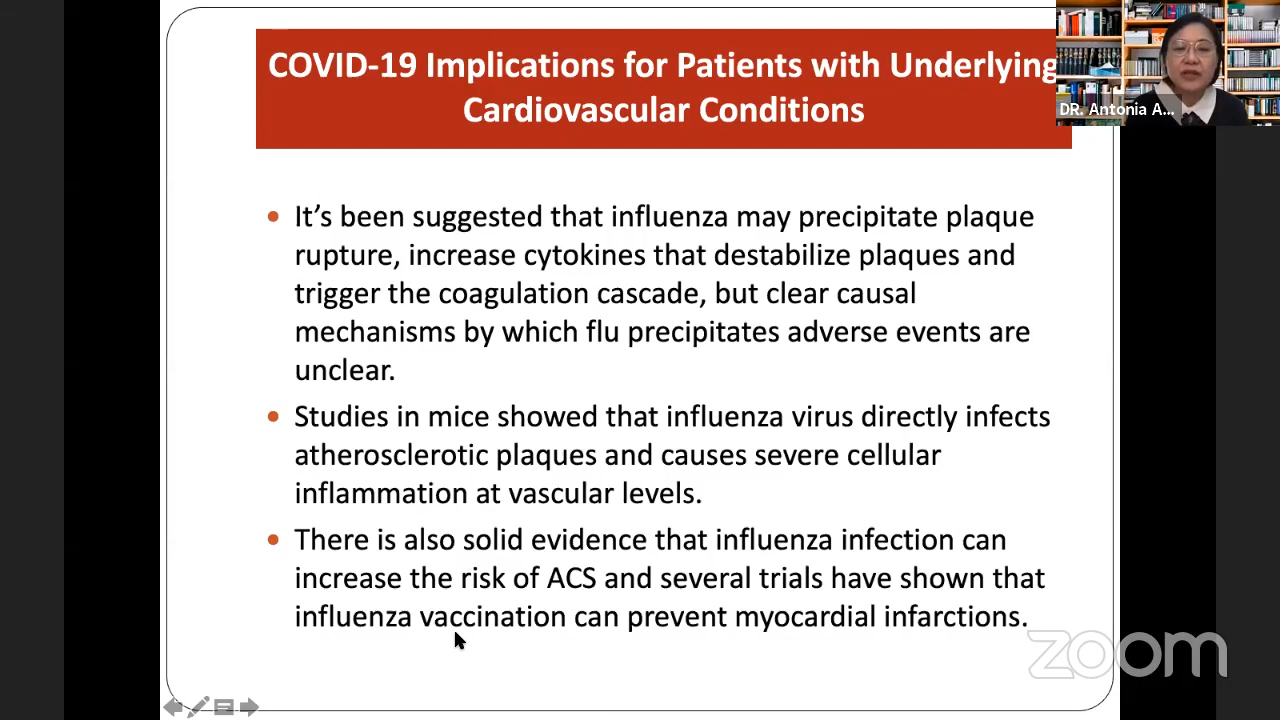 COVID-19 Implications for Patients with Underlying
Cardiovascular Conditions
DR. Antonia A...
• It’s been suggested that influenza may precipitate plaque
rupture, increase cytokines that destabilize plaques and
trigger the coagulation cascade, but clear causal
mechanisms by which flu precipitates adverse events are
unclear.
• Studies in mice showed that influenza virus directly infects
atherosclerotic plaques and causes severe cellular
inflammation at vascular levels.
• There is also solid evidence that influenza infection can
increase the risk of ACS and several trials have shown that
influenza vaccination can prevent myocardial infarctions.
zoom